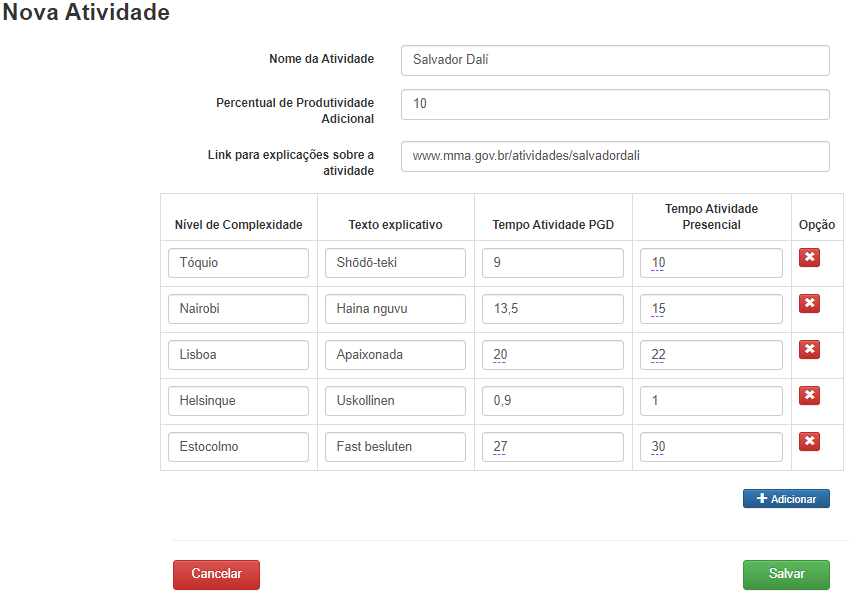 Nova Atividade
Nome da Atividade Salvador Dalí
Percentual de Produtividade
Adicional
10
Link para explicações sobre a
atividade
www.mma.gov.br/atividades/salvadordali
Nível de Complexidade Texto explicativo Tempo Atividade PGD Tempo Atividade
Presencial Opção
Tóquio Shōdō-teki 9 10
Nairobi Haina nguvu 13,5 15
Lisboa Apaixonada 20 22
Helsinque Uskollinen 0,9 1
Estocolmo Fast besluten 27 30
Adicionar
Cancelar Salvar